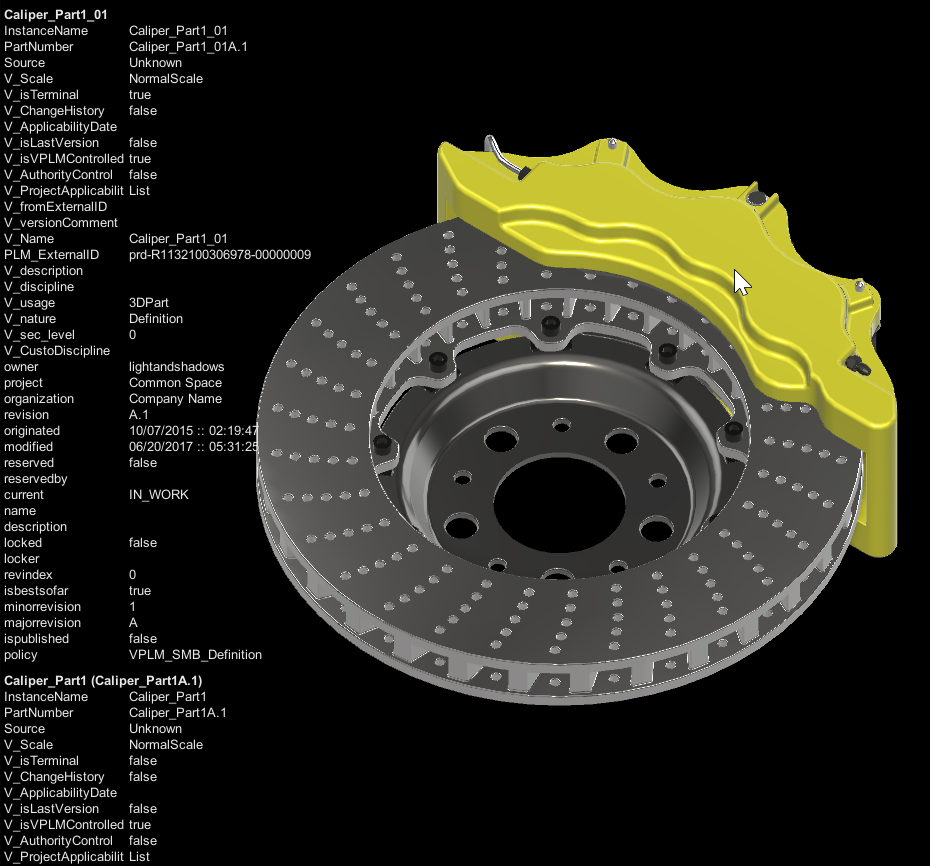 Caliper_Part1_01
InstanceName Caliper_Part1_01
PartNumber Caliper_Part1_01A.1
Source Unknown
V_Scale NormalScale
V_isTerminal true
V_ChangeHistory false
V_ApplicabilityDate
V_isLastVersion false
V_isVPLMControlled true
V_AuthorityControl false
V_ProjectApplicabilit List
V_fromExternalID
V_versionComment
V_Name Caliper_Part1_01
PLM_ExternalID prd-R1132100306978-00000009
V_description
V_discipline
V_usage 3DPart
V_nature Definition
V_sec_level 0
V_CustoDiscipline
owner lightandshadows
project Common Space
organization Company Name
revision A.1
originated 10/07/2015 :: 02:19:47
modified 06/20/2017 :: 05:31:25
reserved false
reservedby
current IN_WORK
name
description
locked false
locker
revindex 0
isbestsofar true
minorrevision 1
majorrevision A
ispublished false
policy VPLM_SMB_Definition
Caliper_Part1 (Caliper_Part1A.1)
InstanceName Caliper_Part1
PartNumber Caliper_Part1A.1
Source Unknown
V_Scale NormalScale
V_isTerminal false
V_ChangeHistory false
V_ApplicabilityDate
V_isLastVersion false
V_isVPLMControlled true
V_AuthorityControl false
V_ProjectApplicabilit List